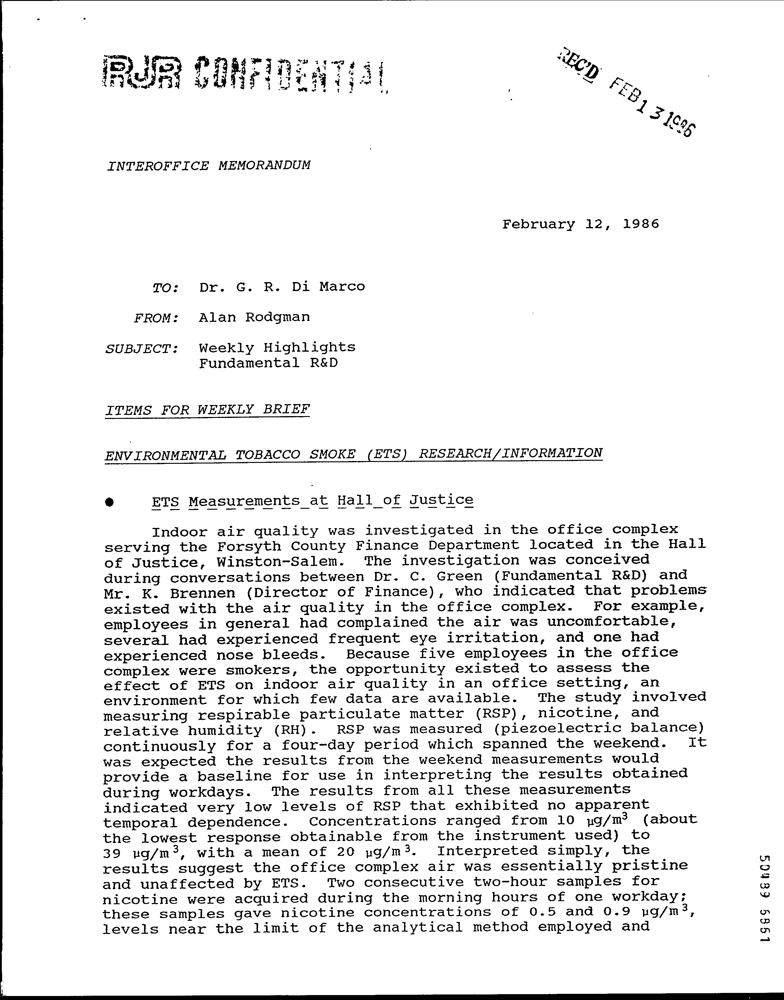 RJR CONFIDENTIAL
REC'D FEB 13 1986
INTEROFFICE MEMORANDUM
February 12, 1986
TO: Dr. G. R. Di Marco
FROM: Alan Rodgman
SUBJECT: Weekly Highlights
Fundamental R&D
ITEMS FOR WEEKLY BRIEF
ENVIRONMENTAL TOBACCO SMOKE (ETS) RESEARCH/INFORMATION
● ETS Measurements at Hall of Justice
Indoor air quality was investigated in the office complex
serving the Forsyth County Finance Department located in the Hall
of Justice, Winston-Salem. The investigation was conceived
during conversations between Dr. C. Green (Fundamental R&D) and
Mr. K. Brennen (Director of Finance), who indicated that problems
existed with the air quality in the office complex. For example,
employees in general had complained the air was uncomfortable,
several had experienced frequent eye irritation, and one had
experienced nose bleeds. Because five employees in the office
complex were smokers, the opportunity existed to assess the
effect of ETS on indoor air quality in an office setting, an
environment for which few data are available. The study involved
measuring respirable particulate matter (RSP), nicotine, and
relative humidity (RH). RSP was measured (piezoelectric balance)
continuously for a four-day period which spanned the weekend. It
was expected the results from the weekend measurements would
provide a baseline for use in interpreting the results obtained
during workdays. The results from all these measurements
indicated very low levels of RSP that exhibited no apparent
temporal dependence. Concentrations ranged from 10 µg/m³ (about
the lowest response obtainable from the instrument used) to
39 µg/m³, with a mean of 20 µg/m³. Interpreted simply, the
results suggest the office complex air was essentially pristine
and unaffected by ETS. Two consecutive two-hour samples for
nicotine were acquired during the morning hours of one workday;
these samples gave nicotine concentrations of 0.5 and 0.9 µg/m³,
levels near the limit of the analytical method employed and